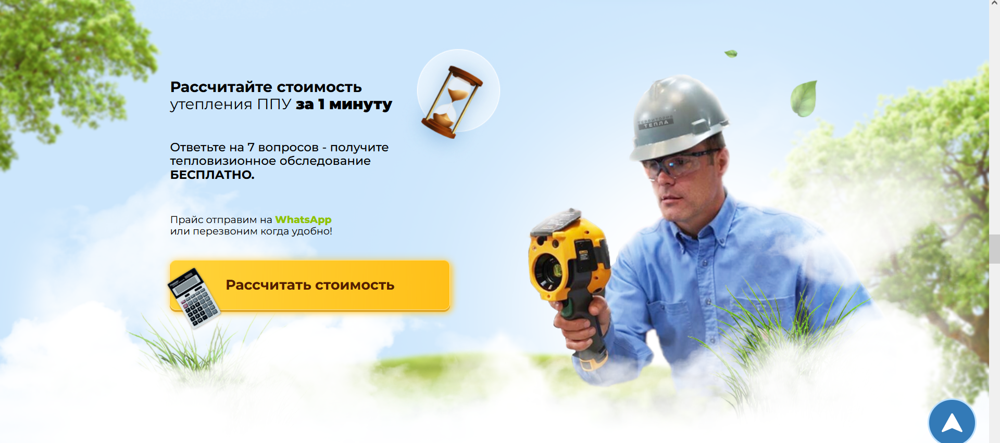 Рассчитайте стоимость
утепления ППУ за 1 минуту
Ответьте на 7 вопросов - получите
тепловизионное обследование
БЕСПЛАТНО.
Прайс отправим на WhatsApp
или перезвоним когда удобно!
Рассчитать стоимость
ТЕРРИТОРИЯ
ТЕПЛА